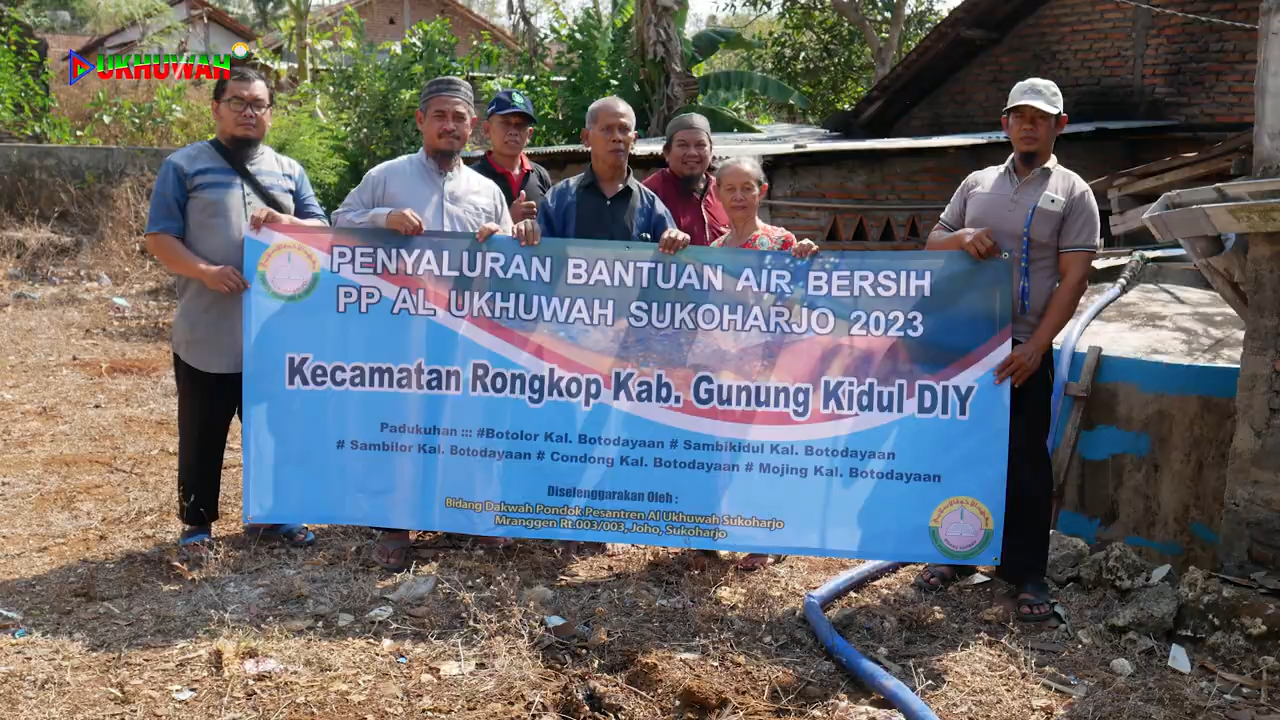 UKHUWAH
PENYALURAN BANTUAN AIR BERSIH
PP AL UKHUWAH SUKOHARJO 2023
Kecamatan Rongkop Kab. Gunung Kidul DIY
Padukuhan ::: #Botolor Kal. Botodayaan # Sambikidul Kal. Botodayaan
# Sambilor Kal. Botodayaan # Condong Kal. Botodayaan # Mojing Kal. Botodayaan
Diselenggarakan Oleh :
Bidang Dakwah Pondok Pesantren Al Ukhuwah Sukoharjo
Mranggen Rt.003/003, Joho, Sukoharjo